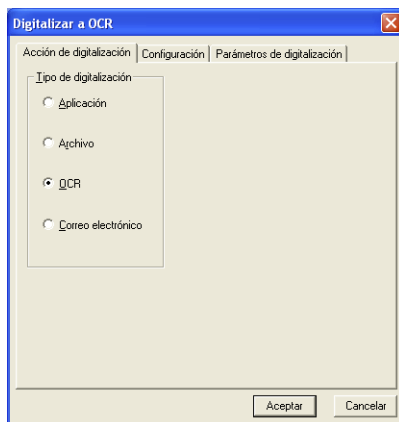 Digitalizar a OCR
Acción de digitalización Configuración Parámetros de digitalización
Tipo de digitalización
Aplicación
Archivo
OCR
Correo electrónico
Aceptar Cancelar